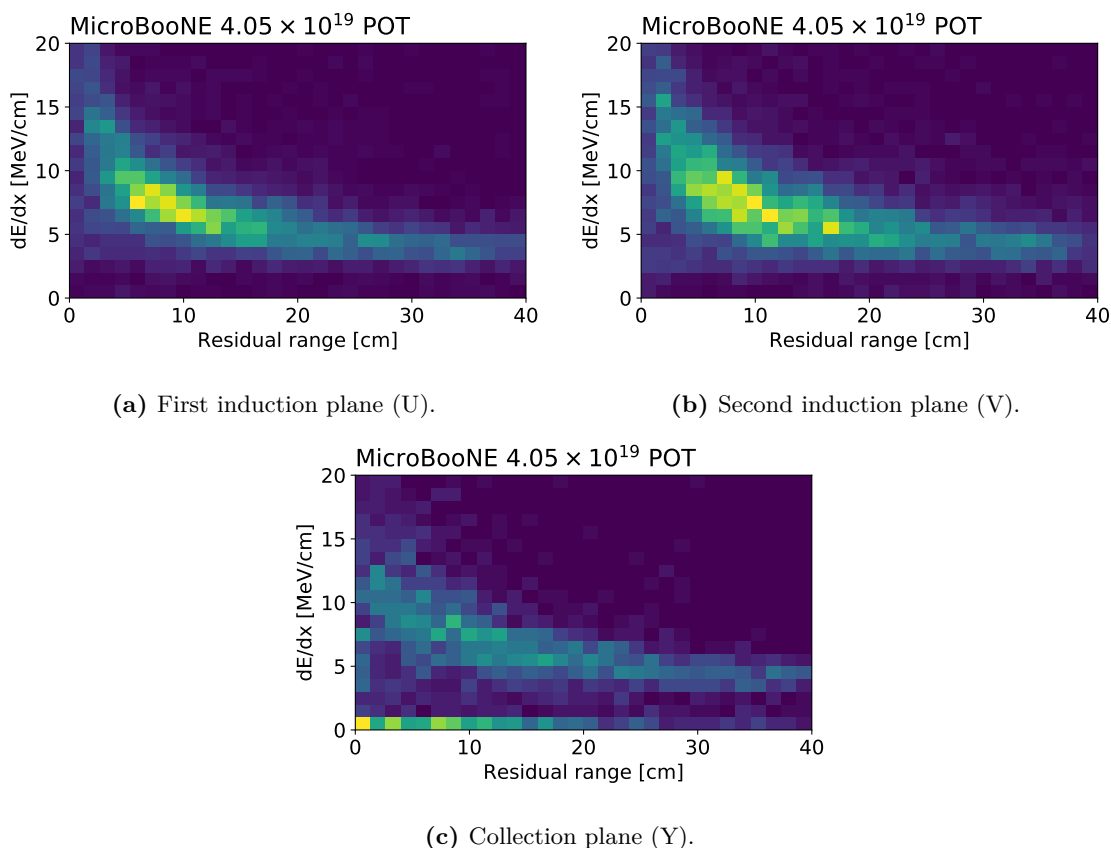 MicroBooNE 4.05 × 10¹⁹ POT
20
15
10
5
0
dE/dx [MeV/cm]
0 10 20 30 40
Residual range [cm]
(a) First induction plane (U).
MicroBooNE 4.05 × 10¹⁹ POT
20
15
10
5
0
dE/dx [MeV/cm]
0 10 20 30 40
Residual range [cm]
(b) Second induction plane (V).
MicroBooNE 4.05 × 10¹⁹ POT
20
15
10
5
0
dE/dx [MeV/cm]
0 10 20 30 40
Residual range [cm]
(c) Collection plane (Y).